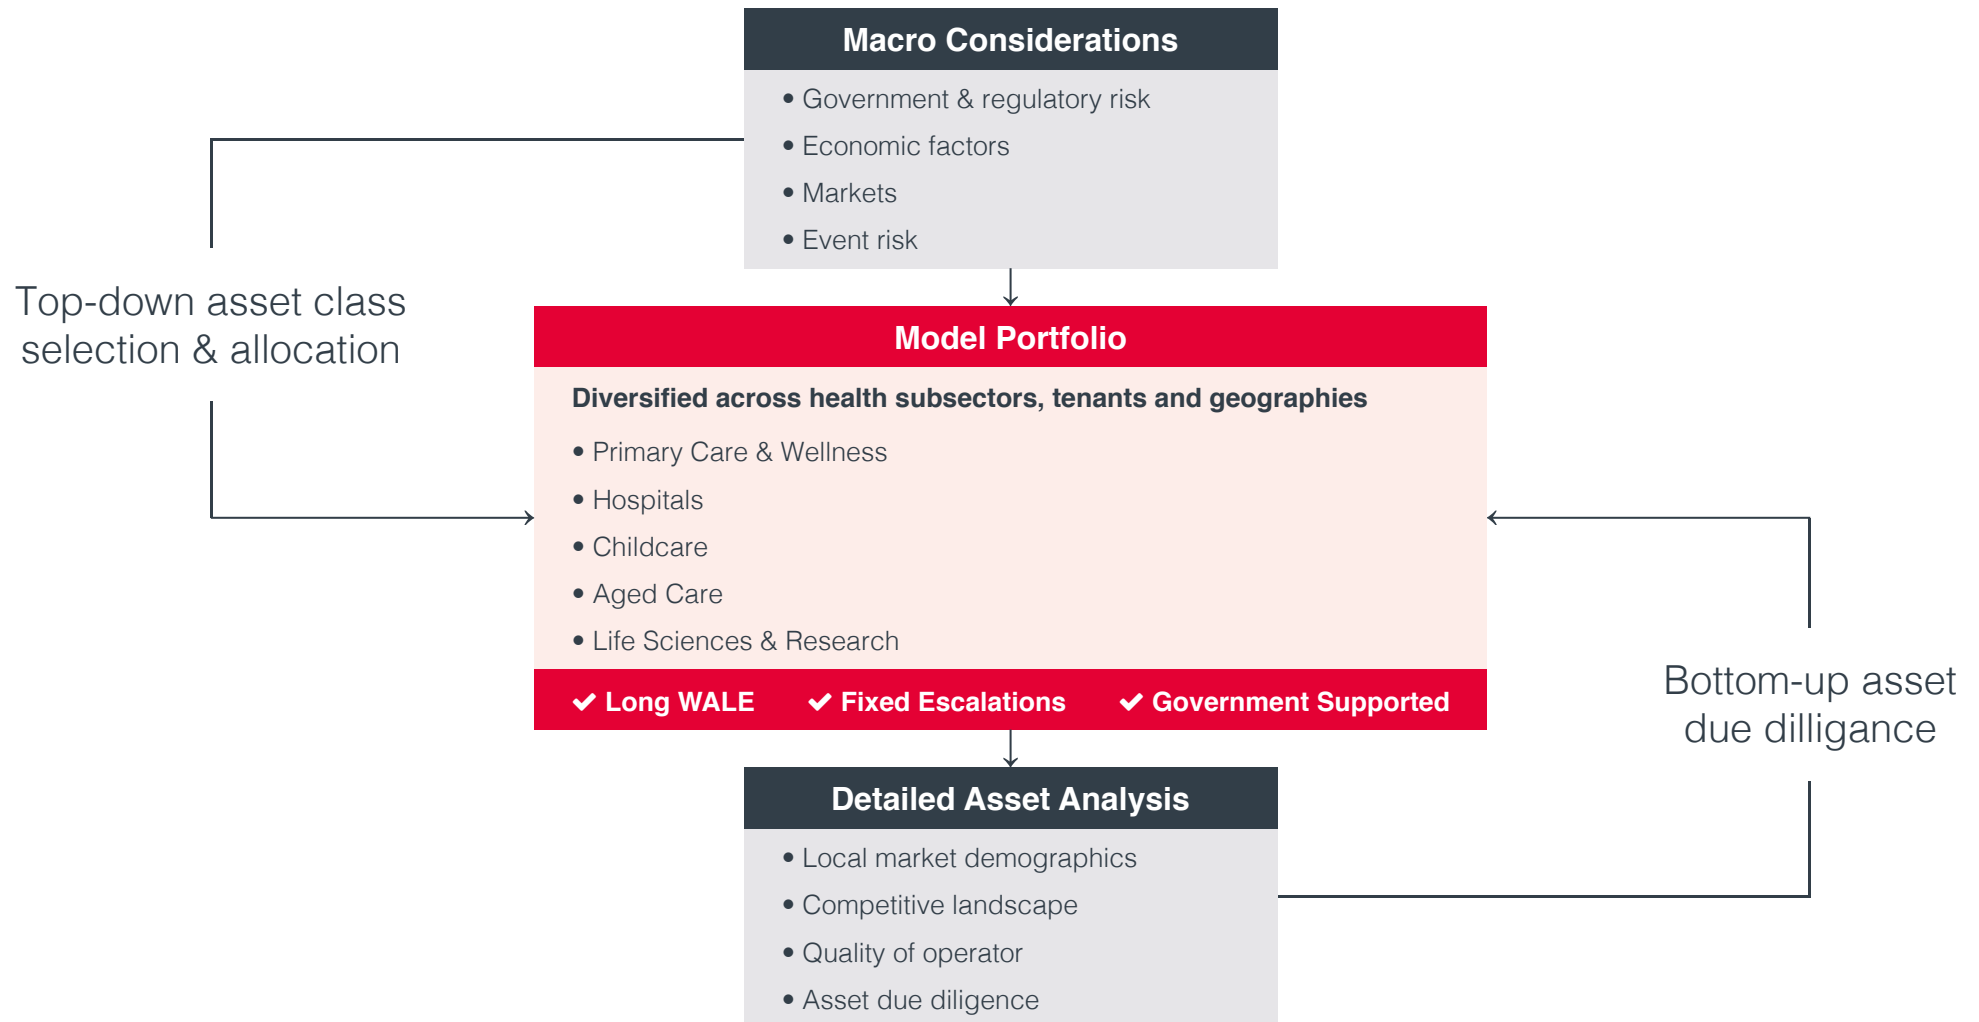 Macro Considerations
• Government & regulatory risk
• Economic factors
• Markets
• Event risk
Top-down asset class
selection & allocation
Model Portfolio
Diversified across health subsectors, tenants and geographies
• Primary Care & Wellness
• Hospitals
• Childcare
• Aged Care
• Life Sciences & Research
✔ Long WALE ✔ Fixed Escalations ✔ Government Supported
Bottom-up asset
due dilligance
Detailed Asset Analysis
• Local market demographics
• Competitive landscape
• Quality of operator
• Asset due diligence